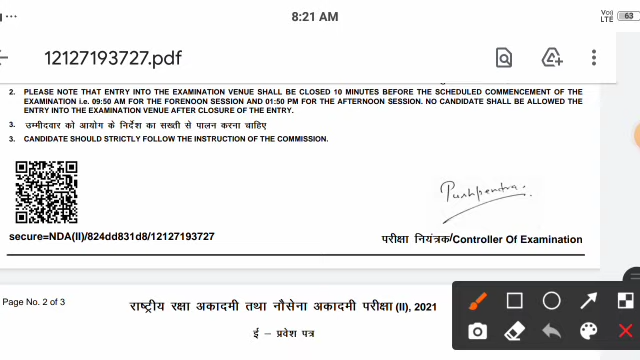 8:21 AM
Vo))
LTE
63
12127193727.pdf
2. PLEASE NOTE THAT ENTRY INTO THE EXAMINATION VENUE SHALL BE CLOSED 10 MINUTES BEFORE THE SCHEDULED COMMENCEMENT OF THE
EXAMINATION i.e. 09:50 AM FOR THE FORENOON SESSION AND 01:50 PM FOR THE AFTERNOON SESSION. NO CANDIDATE SHALL BE ALLOWED THE
ENTRY INTO THE EXAMINATION VENUE AFTER CLOSURE OF THE ENTRY.
3. उम्मीदवार को आयोग के निर्देश का सख्ती से पालन करना चाहिए
3. CANDIDATE SHOULD STRICTLY FOLLOW THE INSTRUCTION OF THE COMMISSION.
Pushpendra.
secure=NDA(II)/824dd831d8/12127193727
परीक्षा नियंत्रक/Controller Of Examination
Page No. 2 of 3
राष्ट्रीय रक्षा अकादमी तथा नौसेना अकादमी परीक्षा (II), 2021
ई – प्रवेश पत्र